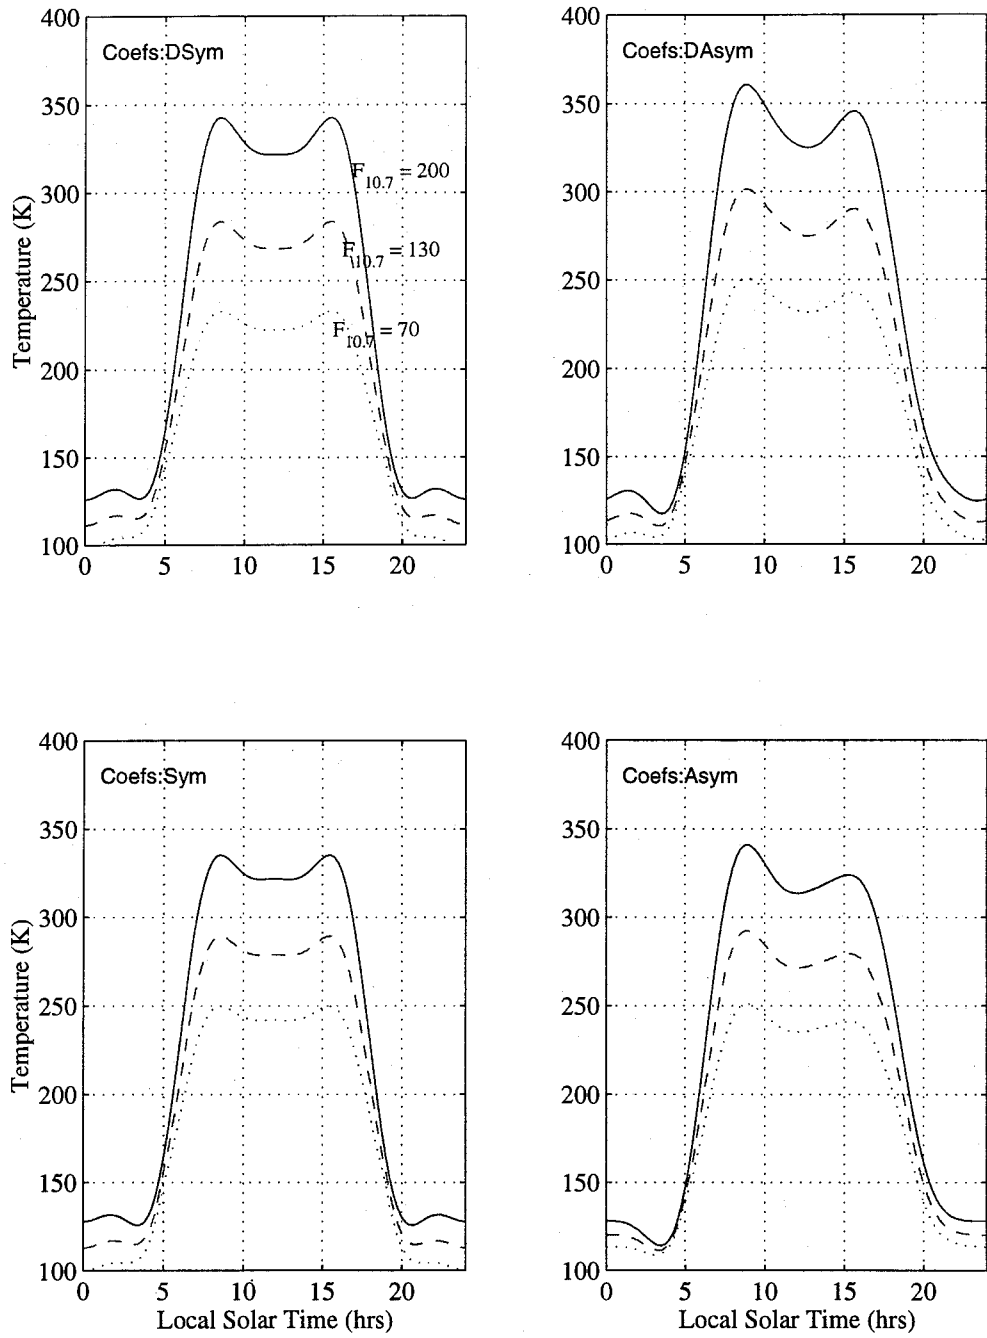 400
350
300
250
200
150
100
Temperature (K)
Coefs:DSym
F10.7 = 200
F10.7 = 130
F10.7 = 70
0 5 10 15 20
400
350
300
250
200
150
100
Coefs:DAsym
0 5 10 15 20
400
350
300
250
200
150
100
Temperature (K)
Coefs:Sym
0 5 10 15 20
Local Solar Time (hrs)
400
350
300
250
200
150
100
Coefs:Asym
0 5 10 15 20
Local Solar Time (hrs)